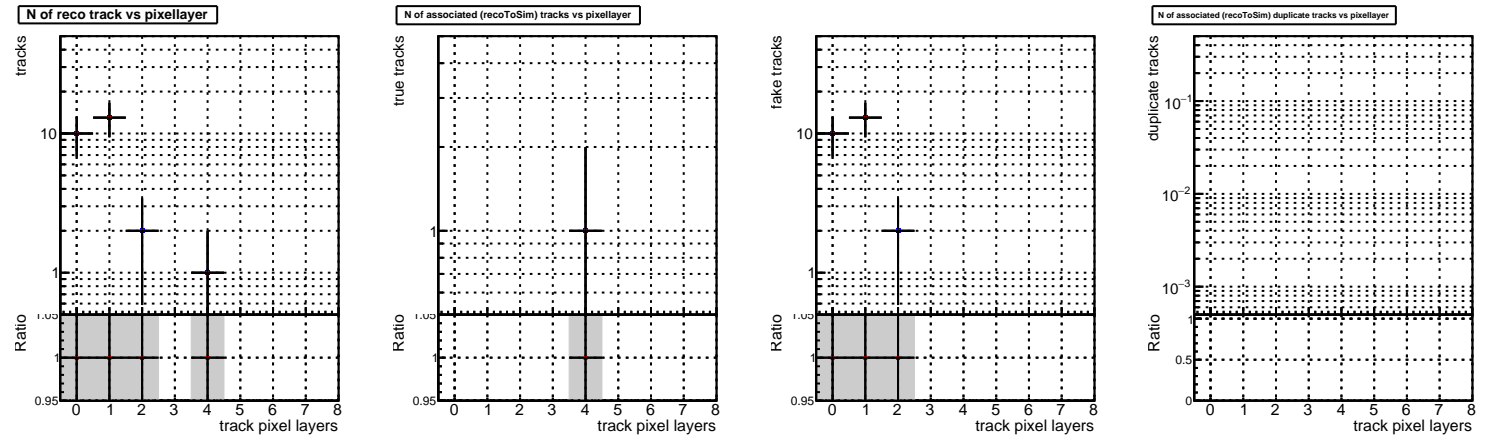 N of reco track vs pixellayer
tracks
10
1
Ratio
1.05
1
0.95
0 1 2 3 4 5 6 7 8
track pixel layers
N of associated (recoToSim) tracks vs pixellayer
true tracks
1
Ratio
1.05
1
0.95
0 1 2 3 4 5 6 7 8
track pixel layers
fake tracks
10
1
Ratio
1.05
1
0.95
0 1 2 3 4 5 6 7 8
track pixel layers
N of associated (recoToSim) duplicate tracks vs pixellayer
duplicate tracks
10⁻¹
10⁻²
10⁻³
Ratio
1
0.5
0
0 1 2 3 4 5 6 7 8
track pixel layers